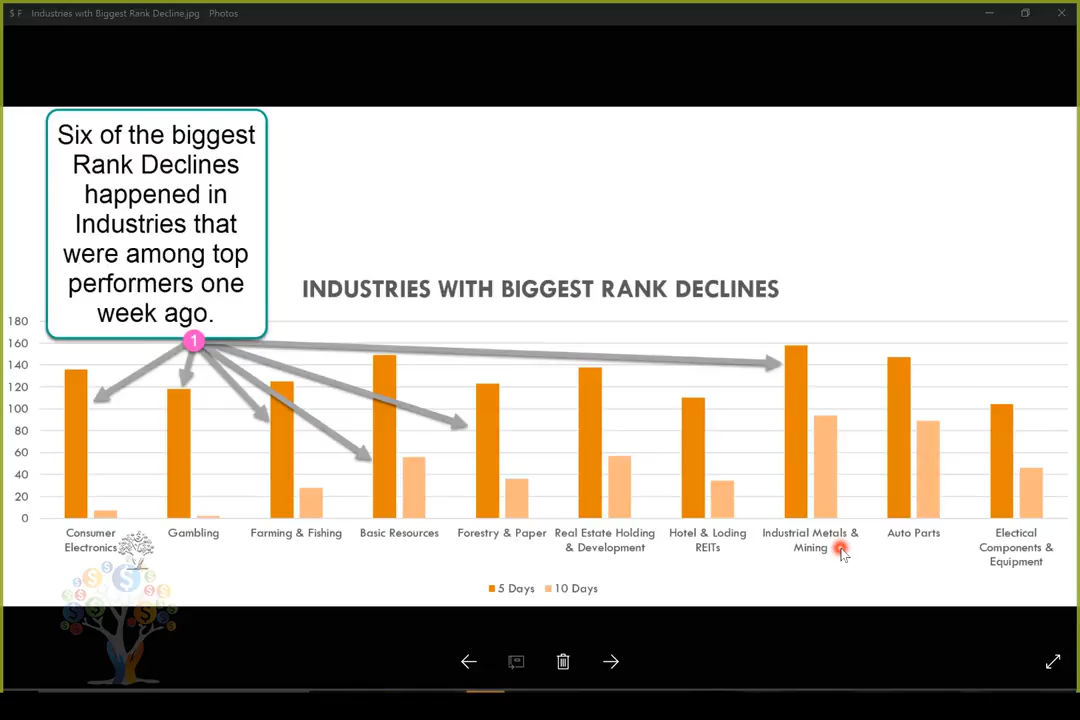 $ F Industries with Biggest Rank Decline.jpg Photos
Six of the biggest
Rank Declines
happened in
Industries that
were among top
performers one
week ago.
1
INDUSTRIES WITH BIGGEST RANK DECLINES
180
160
140
120
100
80
60
40
20
0
Consumer
Electronics
Gambling
Farming & Fishing
Basic Resources
Forestry & Paper
Real Estate Holding
& Development
Hotel & Loding
REITs
Industrial Metals &
Mining
Auto Parts
Electical
Components &
Equipment
5 Days
10 Days